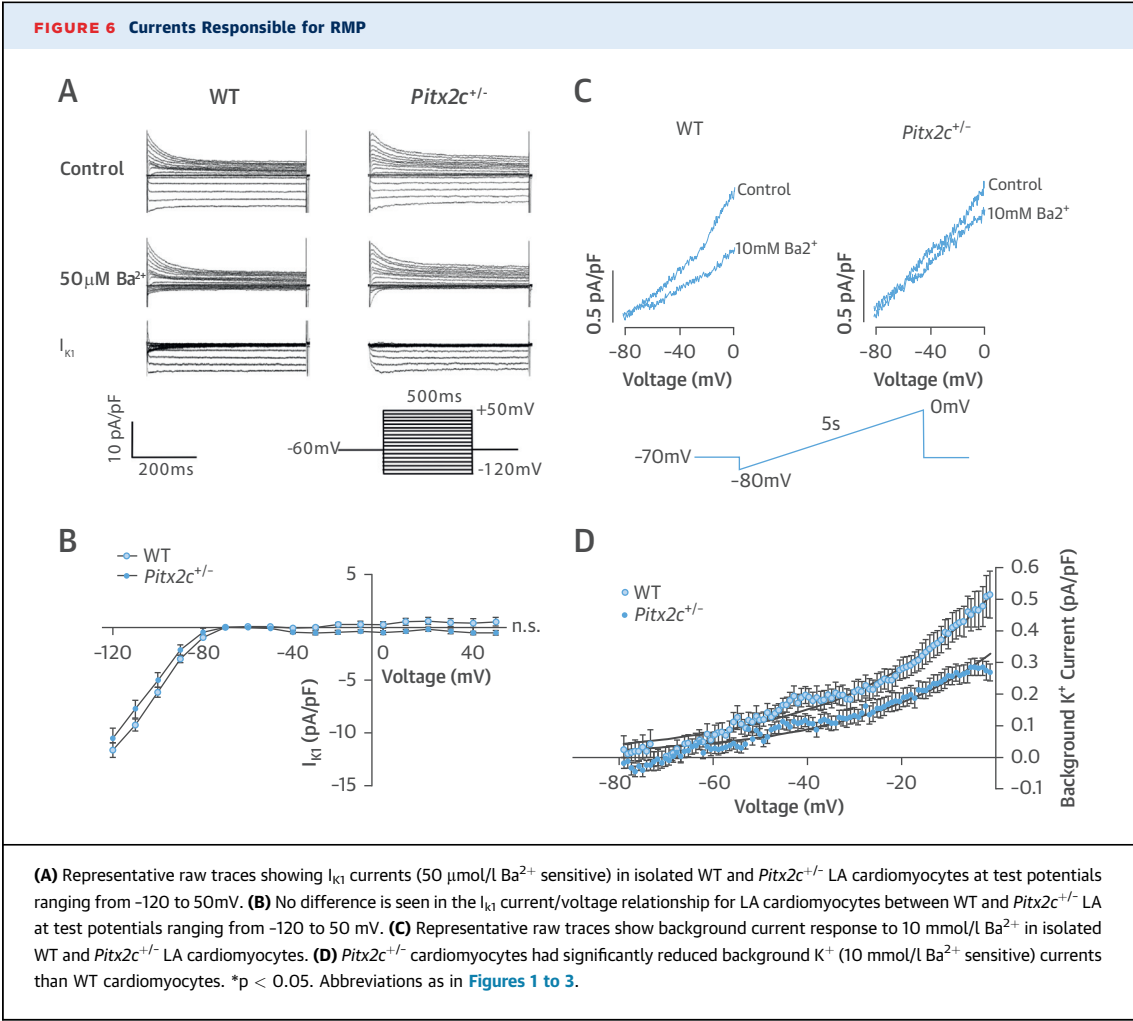 FIGURE 6 Currents Responsible for RMP
A
WT
Pitx2c+/-
Control
50 µM Ba2+
IK1
10 pA/pF
200ms
500ms
+50mV
-60mV
-120mV
C
WT
Pitx2c+/-
Control
10mM Ba2+
0.5 pA/pF
-80
-40
0
Voltage (mV)
Control
10mM Ba2+
0.5 pA/pF
-80
-40
0
Voltage (mV)
5s
0mV
-70mV
-80mV
B
WT
Pitx2c+/-
5
n.s.
-120
-80
-40
0
40
Voltage (mV)
-5
-10
-15
IK1 (pA/pF)
D
WT
Pitx2c+/-
0.6
0.5
0.4
0.3
0.2
0.1
0.0
-0.1
Background K+ Current (pA/pF)
-80
-60
-40
-20
Voltage (mV)
(A) Representative raw traces showing IK1 currents (50 µmol/l Ba2+ sensitive) in isolated WT and Pitx2c+/- LA cardiomyocytes at test potentials
ranging from -120 to 50mV. (B) No difference is seen in the Ik1 current/voltage relationship for LA cardiomyocytes between WT and Pitx2c+/- LA
at test potentials ranging from -120 to 50 mV. (C) Representative raw traces show background current response to 10 mmol/l Ba2+ in isolated
WT and Pitx2c+/- LA cardiomyocytes. (D) Pitx2c+/- cardiomyocytes had significantly reduced background K+ (10 mmol/l Ba2+ sensitive) currents
than WT cardiomyocytes. *p < 0.05. Abbreviations as in Figures 1 to 3.